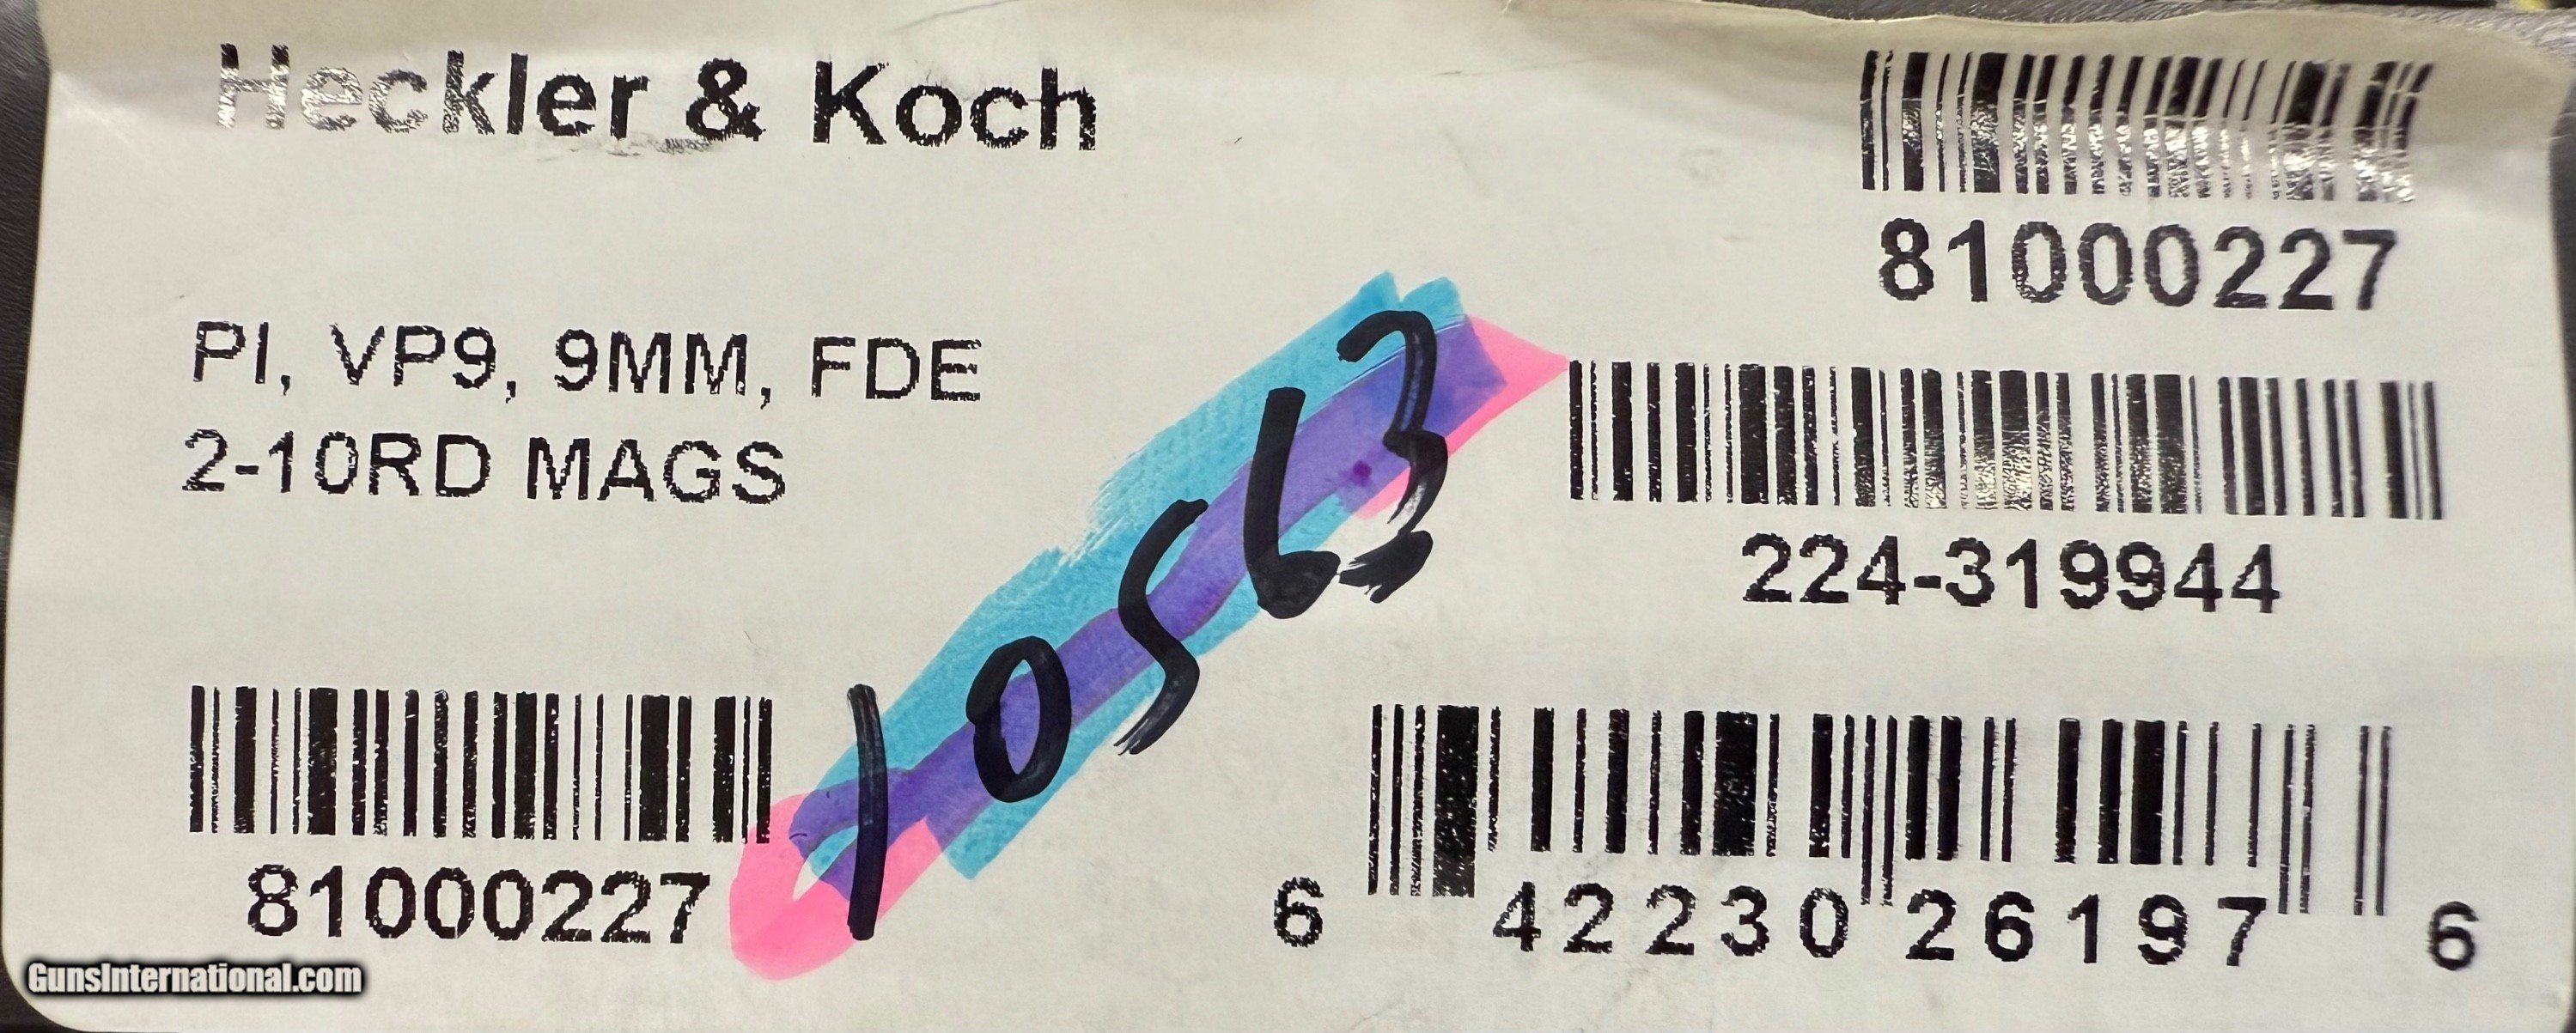 Heckler & Koch
81000227
PI, VP9, 9MM, FDE
2-10RD MAGS
224-319944
10563
81000227
6 42230 26197 6
GunsInternational.com